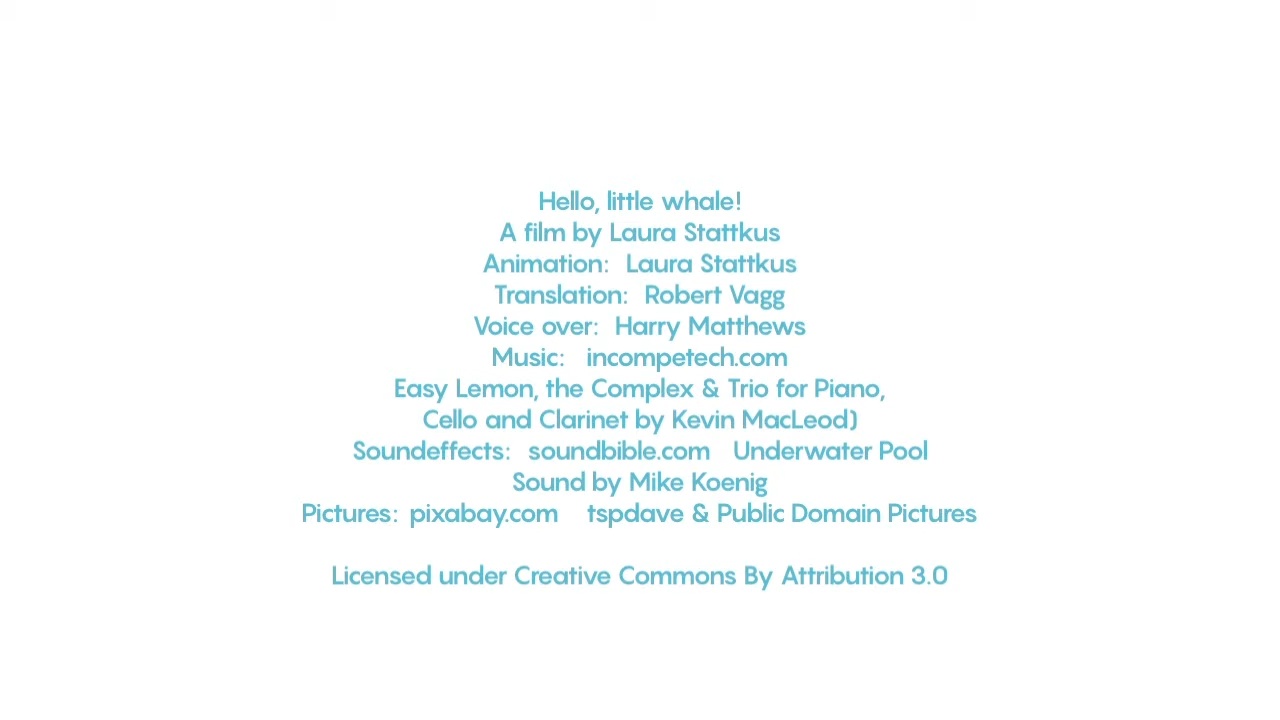 Hello, little whale!
A film by Laura Stattkus
Animation: Laura Stattkus
Translation: Robert Vagg
Voice over: Harry Matthews
Music: incompetech.com
Easy Lemon, the Complex & Trio for Piano,
Cello and Clarinet by Kevin MacLeod)
Soundeffects: soundbible.com Underwater Pool
Sound by Mike Koenig
Pictures: pixabay.com tspdave & Public Domain Pictures
Licensed under Creative Commons By Attribution 3.0